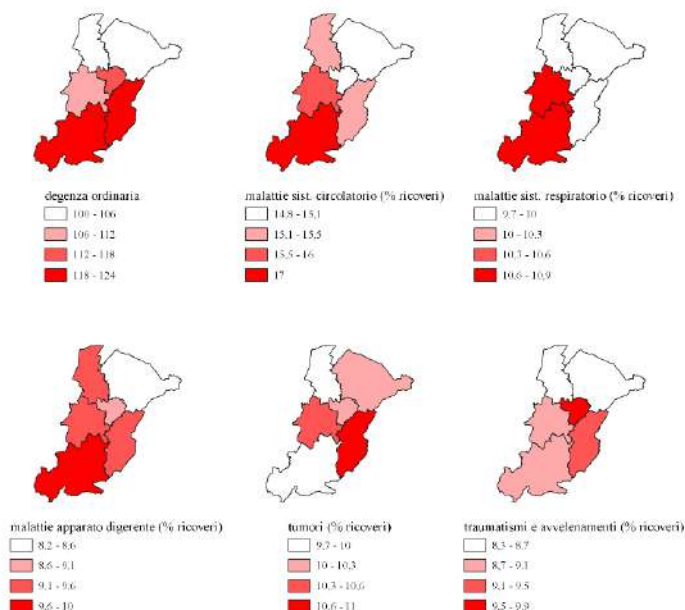 degenza ordinaria
100 - 106
106 - 112
112 - 118
118 - 124
malattie sist. circolatorio (% ricoveri)
14,8 - 15,1
15,1 - 15,5
15,5 - 16
17
malattie sist. respiratorio (% ricoveri)
9,7 - 10
10 - 10,3
10,3 - 10,6
10,6 - 10,9
malattie apparato digerente (% ricoveri)
8,2 - 8,6
8,6 - 9,1
9,1 - 9,6
9,6 - 10
tumori (% ricoveri)
9,7 - 10
10 - 10,3
10,3 - 10,6
10,6 - 11
traumatismi e avvelenamenti (% ricoveri)
8,3 - 8,7
8,7 - 9,1
9,1 - 9,5
9,5 - 9,9